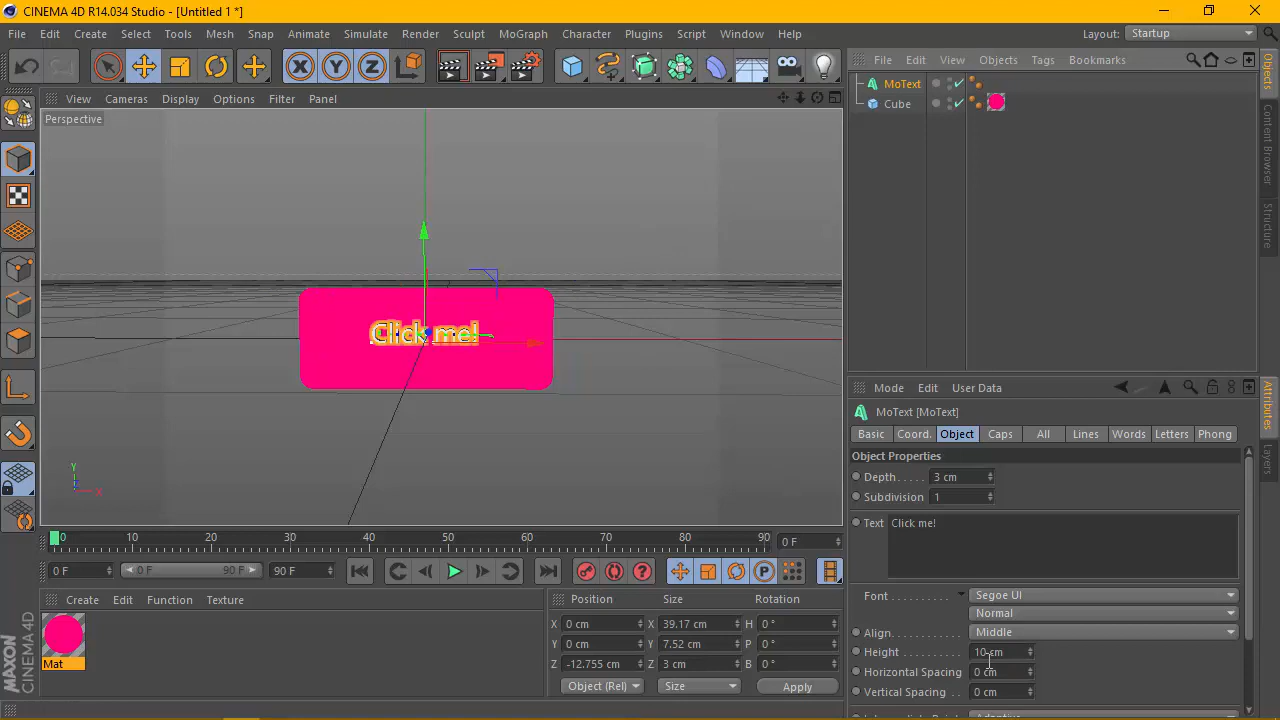 CINEMA 4D R14.034 Studio - [Untitled 1 *]
File Edit Create Select Tools Mesh Snap Animate Simulate Render Sculpt MoGraph Character Plugins Script Window Help Layout: Startup
X Y Z
View Cameras Display Options Filter Panel
Perspective
File Edit View Objects Tags Bookmarks
MoText
Cube
Objects
Content Browser
Structure
Click me!
Y
X
Mode Edit User Data
MoText [MoText]
Basic Coord. Object Caps All Lines Words Letters Phong
Object Properties
Depth..... 3 cm
Subdivision 1
Text Click me!
Font.......... Segoe UI
Normal
Align............ Middle
Height.......... 10 cm
Horizontal Spacing 0 cm
Vertical Spacing .. 0 cm
Attributes
Layers
0 10 20 30 40 50 60 70 80 90 0 F
0 F 0 F 90 F 90 F
P
Create Edit Function Texture
Mat
Position Size Rotation
X 0 cm X 39.17 cm H 0 °
Y 0 cm Y 7.52 cm P 0 °
Z -12.755 cm Z 3 cm B 0 °
Object (Rel) Size Apply
MAXON
CINEMA 4D